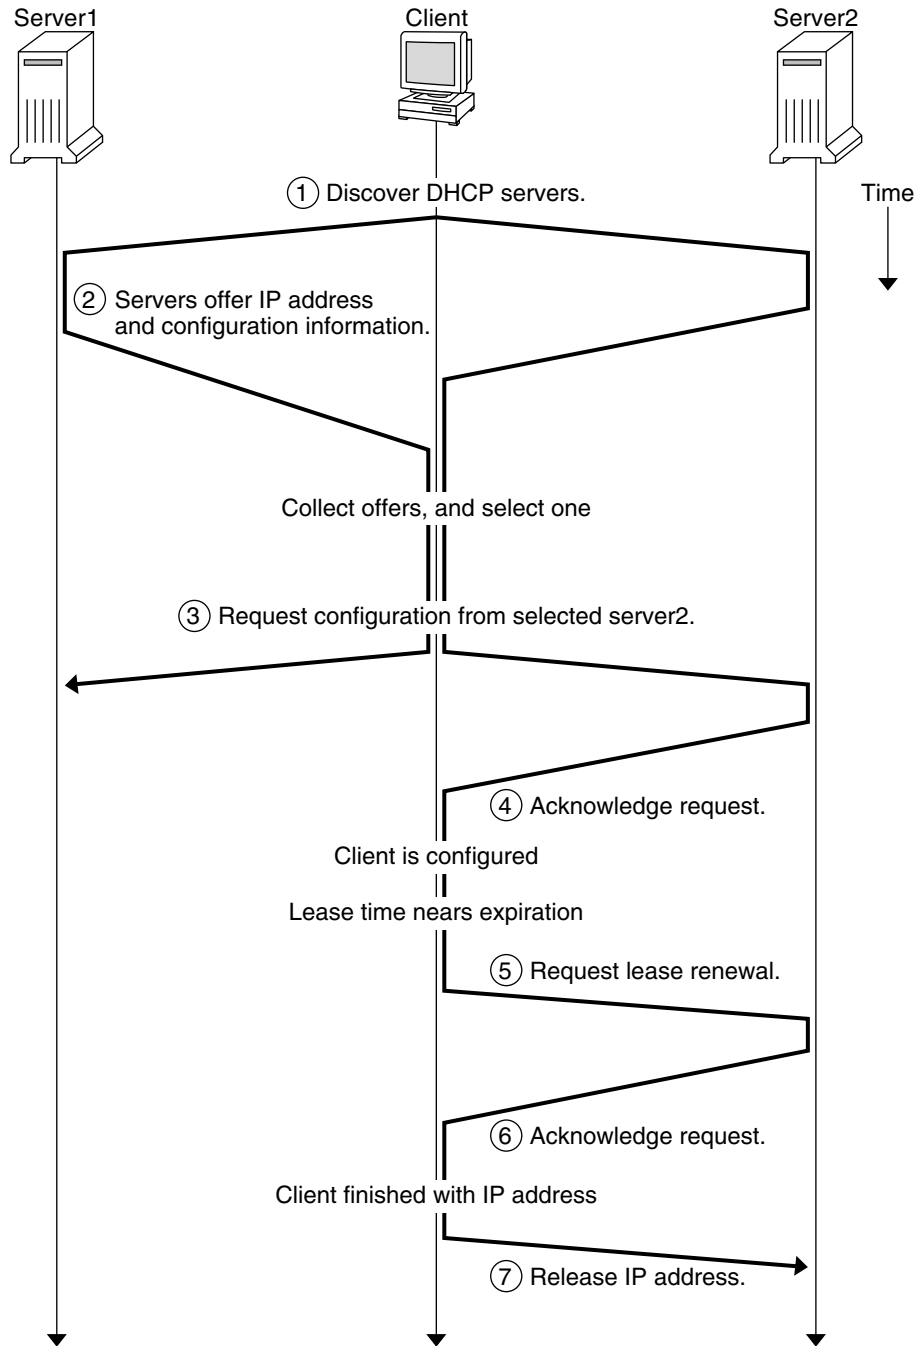 Server1
Client
Server2
1 Discover DHCP servers.
Time
2 Servers offer IP address
and configuration information.
Collect offers, and select one
3 Request configuration from selected server2.
4 Acknowledge request.
Client is configured
Lease time nears expiration
5 Request lease renewal.
6 Acknowledge request.
Client finished with IP address
7 Release IP address.